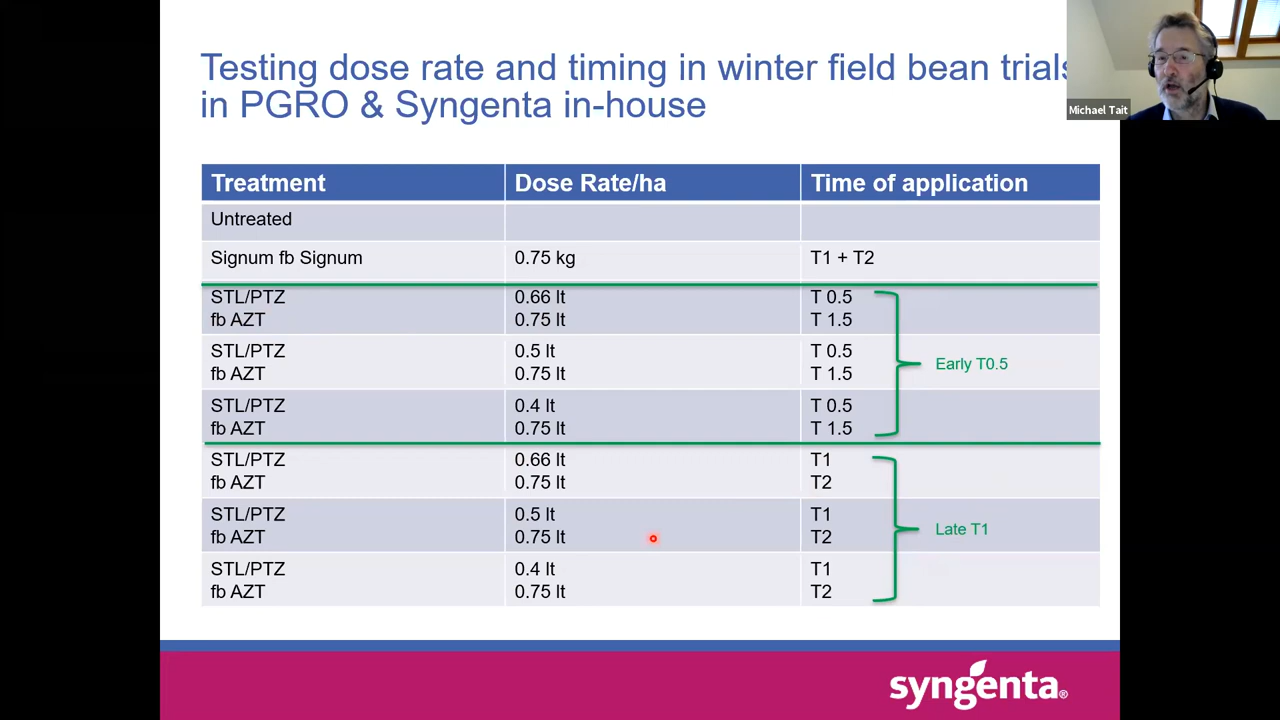 Testing dose rate and timing in winter field bean trials
in PGRO & Syngenta in-house
Michael Tait
Treatment Dose Rate/ha Time of application
Untreated
Signum fb Signum 0.75 kg T1 + T2
STL/PTZ 0.66 lt T 0.5
fb AZT 0.75 lt T 1.5
STL/PTZ 0.5 lt T 0.5
fb AZT 0.75 lt T 1.5
Early T0.5
STL/PTZ 0.4 lt T 0.5
fb AZT 0.75 lt T 1.5
STL/PTZ 0.66 lt T1
fb AZT 0.75 lt T2
STL/PTZ 0.5 lt T1
fb AZT 0.75 lt T2
Late T1
STL/PTZ 0.4 lt T1
fb AZT 0.75 lt T2
syngenta®